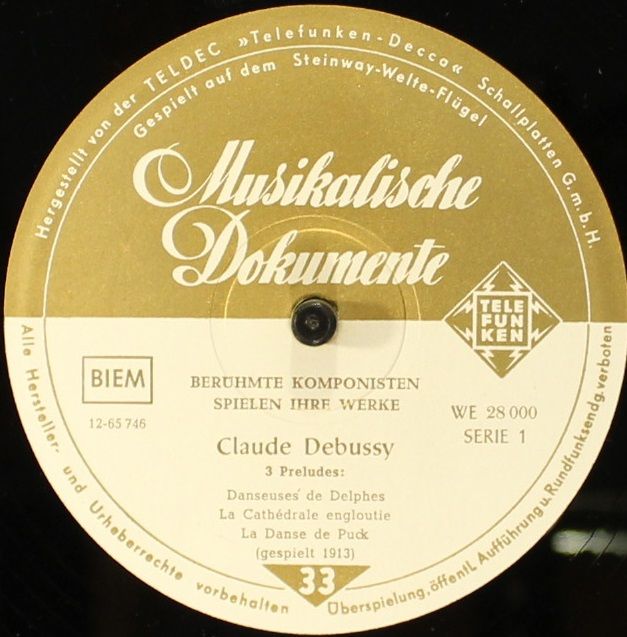 Hergestellt von der TELDEC »Telefunken-Decca« Schallplatten G.m.b.H.
Gespielt auf dem Steinway-Welte-Flügel
Musikalische
Dokumente
TELE
FUN
KEN
BIEM
12-65 746
BERÜHMTE KOMPONISTEN
SPIELEN IHRE WERKE
WE 28 000
SERIE 1
Claude Debussy
3 Preludes:
Danseuses de Delphes
La Cathédrale engloutie
La Danse de Puck
(gespielt 1913)
33
Alle Hersteller- und Urheberrechte vorbehalten
Überspielung, öffentl. Aufführung u. Rundfunksendg. verboten